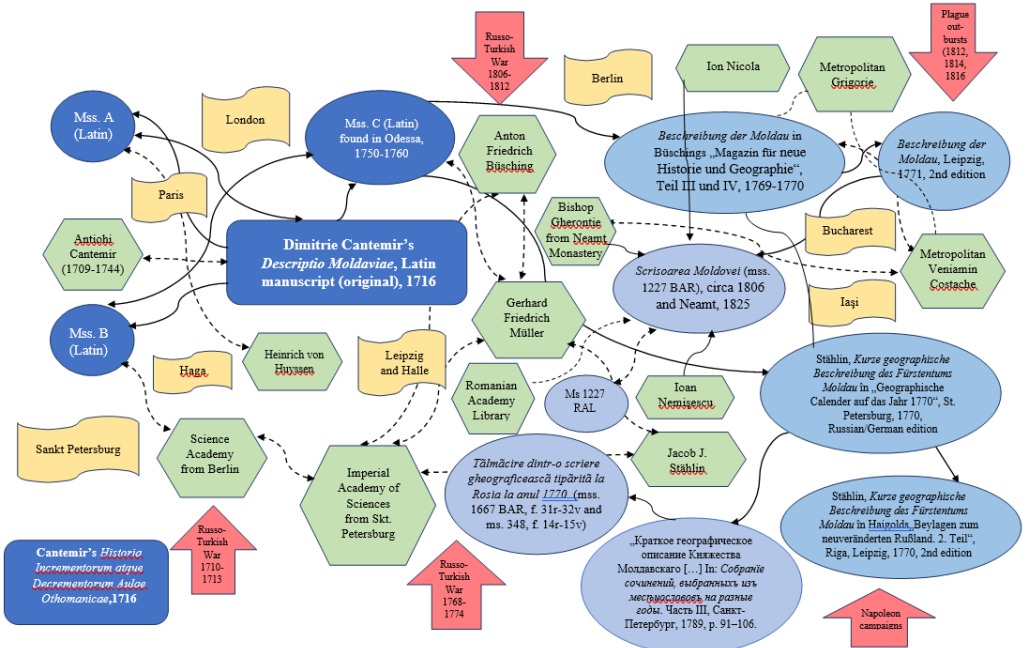 Russo-
Turkish
War
1806-
1812
Plague
out-
bursts
(1812,
1814,
1816
Berlin
Ion Nicola
Metropolitan
Grigorie
London
Mss. A
(Latin)
Mss. C (Latin)
found in Odessa,
1750-1760
Anton
Friedrich
Büsching
Beschreibung der Moldau in
Büschings „Magazin für neue
Historie und Geographie“,
Teil III und IV, 1769-1770
Beschreibung der
Moldau, Leipzig,
1771, 2nd edition
Paris
Antiohi
Cantemir
(1709-1744)
Dimitrie Cantemir’s
Descriptio Moldaviae, Latin
manuscript (original), 1716
Bishop
Gherontie
from Neamt
Monastery
Bucharest
Scrisoarea Moldovei (mss.
1227 BAR), circa 1806
and Neamt, 1825
Metropolitan
Veniamin
Costache
Iaşi
Gerhard
Friedrich
Müller
Mss. B
(Latin)
Haga
Heinrich von
Huyssen
Leipzig
and Halle
Romanian
Academy
Library
Ms 1227
RAL
Ioan
Nemişescu
Stählin, Kurze geographische
Beschreibung des Fürstentums
Moldau in „Geographische
Calender auf das Jahr 1770“, St.
Petersburg, 1770,
Russian/German edition
Sankt Petersburg
Science
Academy
from Berlin
Imperial
Academy of
Sciences
from Skt.
Petersburg
Tălmăcire dintr-o scriere
gheograficească tipărită la
Rosia la anul 1770 (mss.
1667 BAR, f. 31r-32v and
ms. 348, f. 14r-15v)
Jacob J.
Stählin
Stählin, Kurze geographische
Beschreibung des Fürstentums
Moldau in Haigolds„Beylagen zum
neuveränderten Rußland. 2. Teil“,
Riga, Leipzig, 1770, 2nd edition
Cantemir’s Historia
Incrementorum atque
Decrementorum Aulae
Othomanicae,1716
Russo-
Turkish
War
1710-
1713
Russo-
Turkish
War
1768-
1774
„Краткое географическое
описание Княжества
Молдавскаго […] In: Собранїе
сочинений, выбранных изъ
месяцослововъ на разные
годы. Часть III, Санкт-
Петербург, 1789, p. 91–106.
Napoleon
campaigns